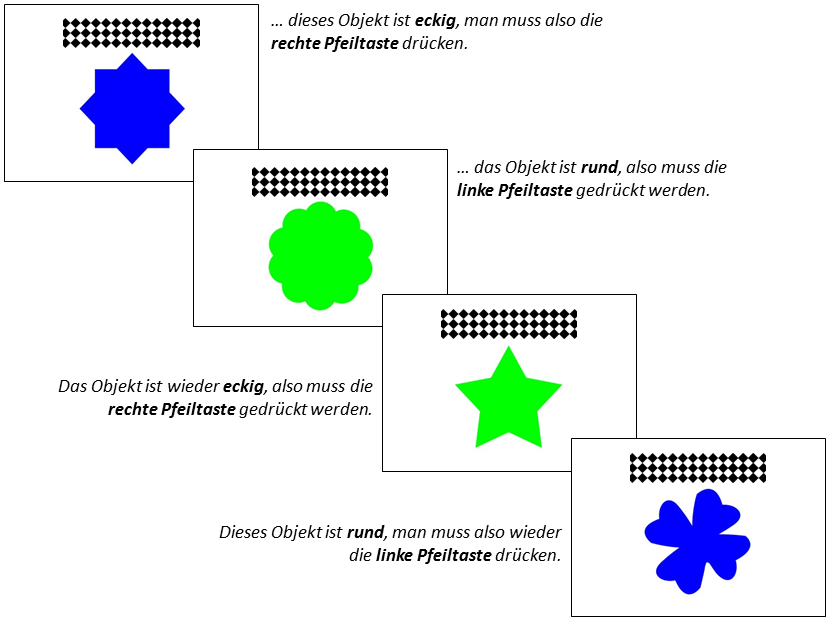 … dieses Objekt ist eckig, man muss also die
rechte Pfeiltaste drücken.
… das Objekt ist rund, also muss die
linke Pfeiltaste gedrückt werden.
Das Objekt ist wieder eckig, also muss die
rechte Pfeiltaste gedrückt werden.
Dieses Objekt ist rund, man muss also wieder
die linke Pfeiltaste drücken.